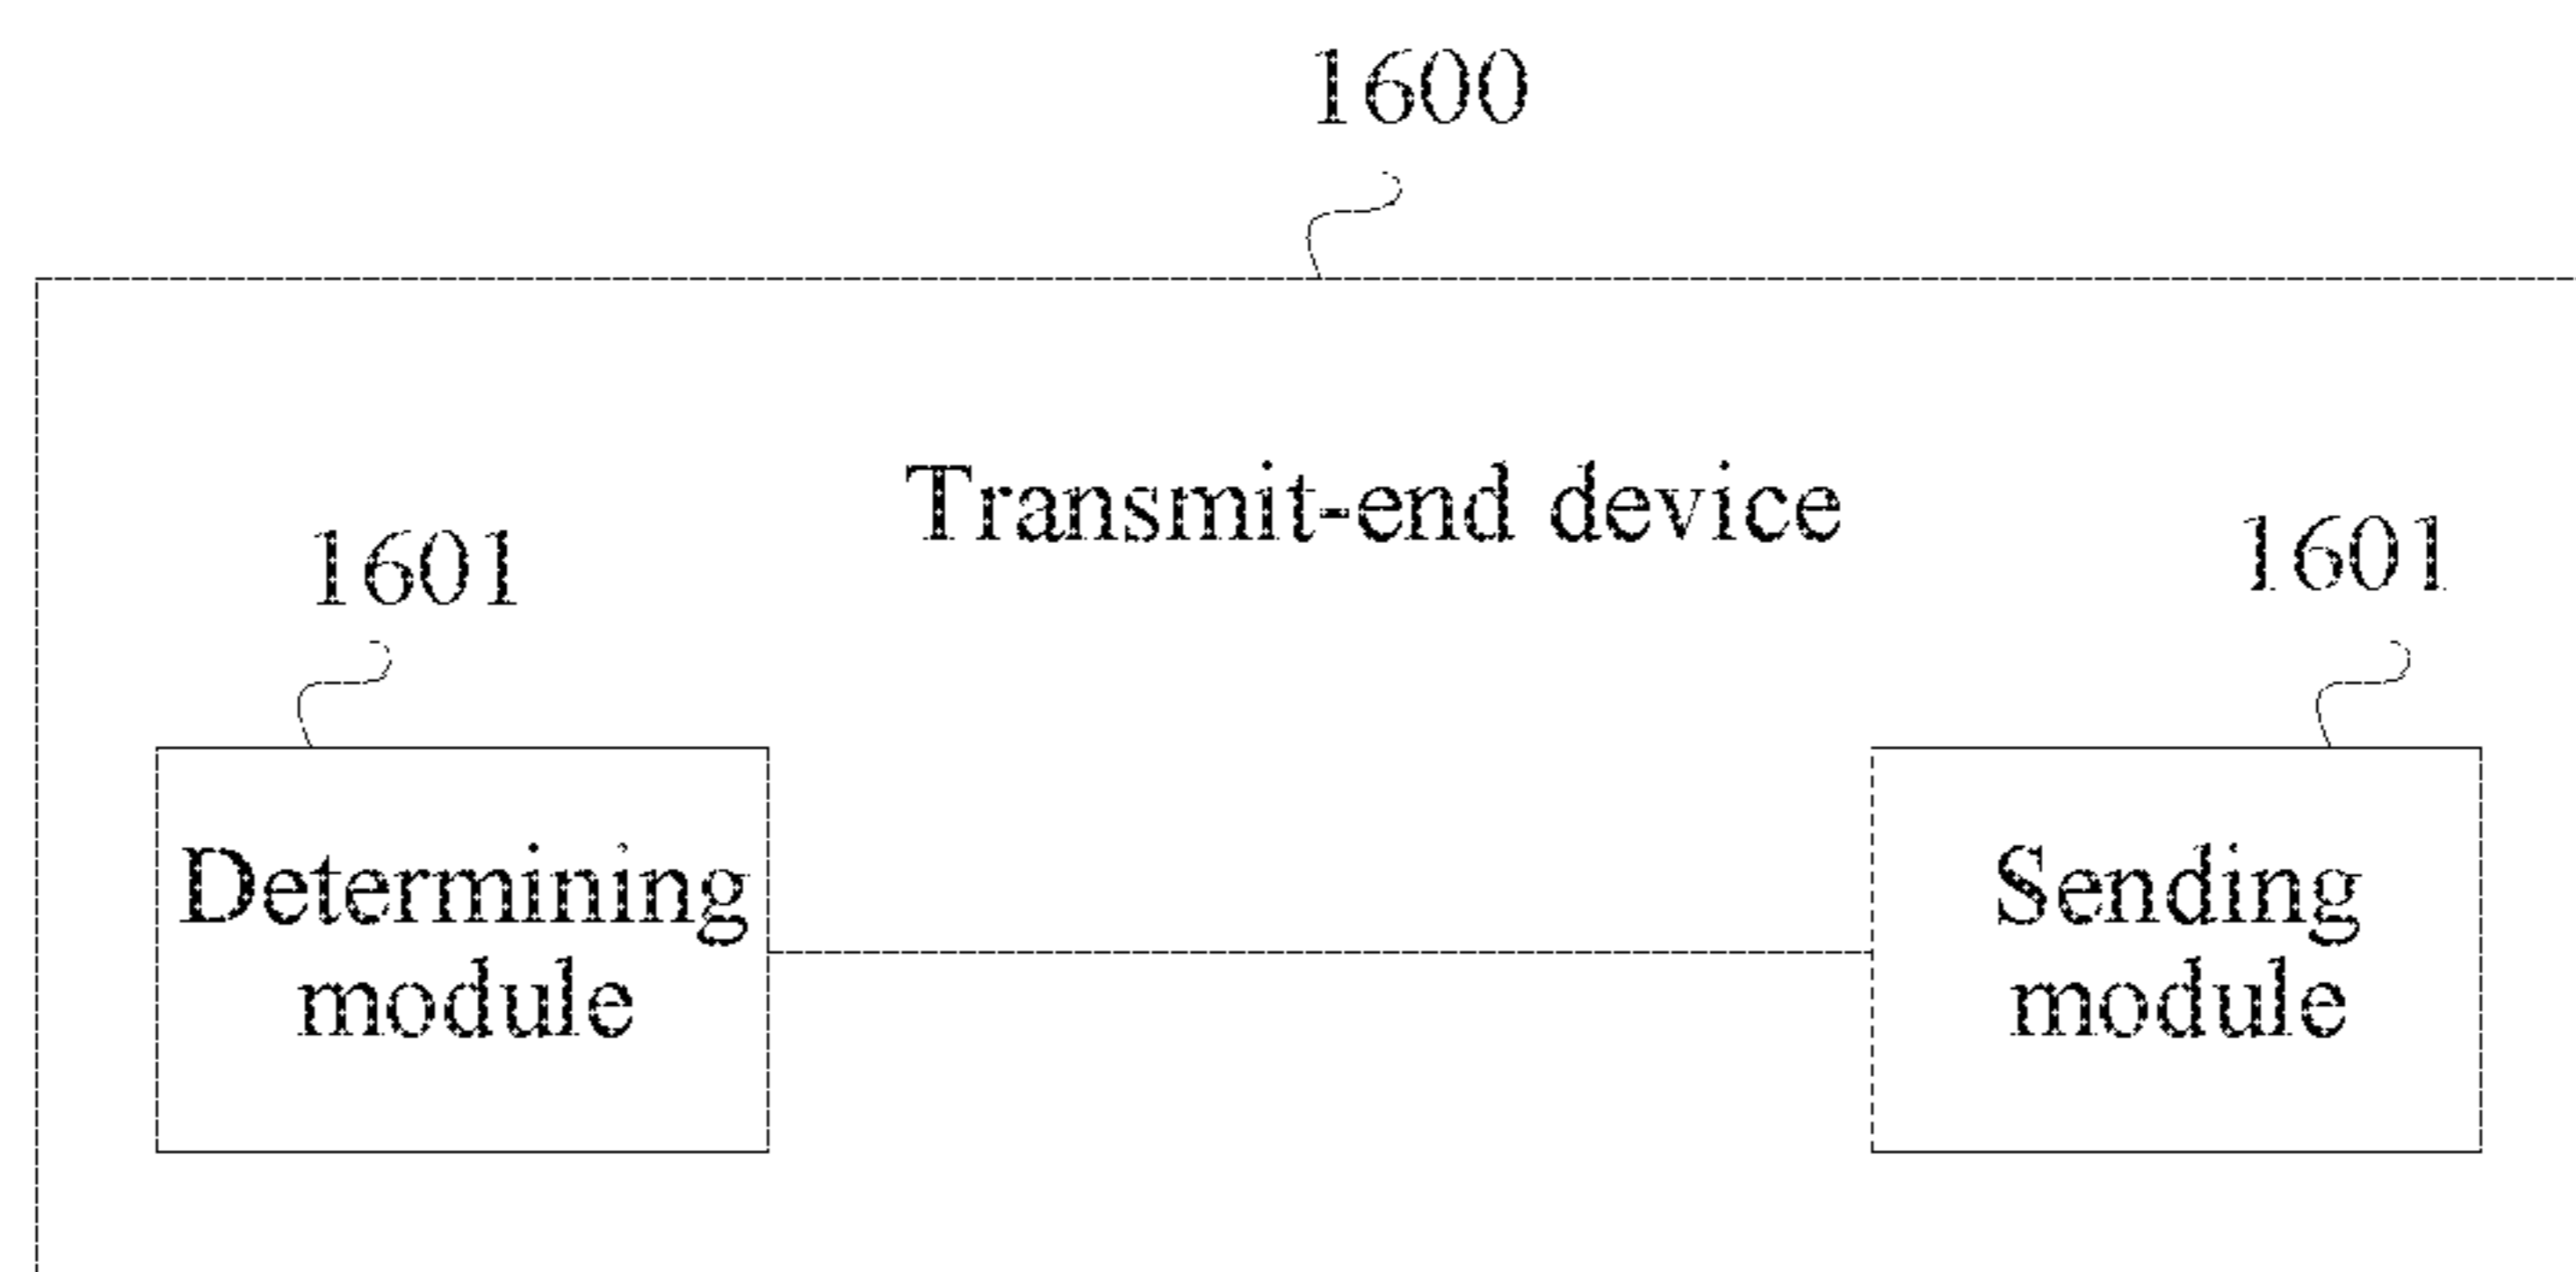 1600
Transmit-end device
1601
1601
Determining
module
Sending
module